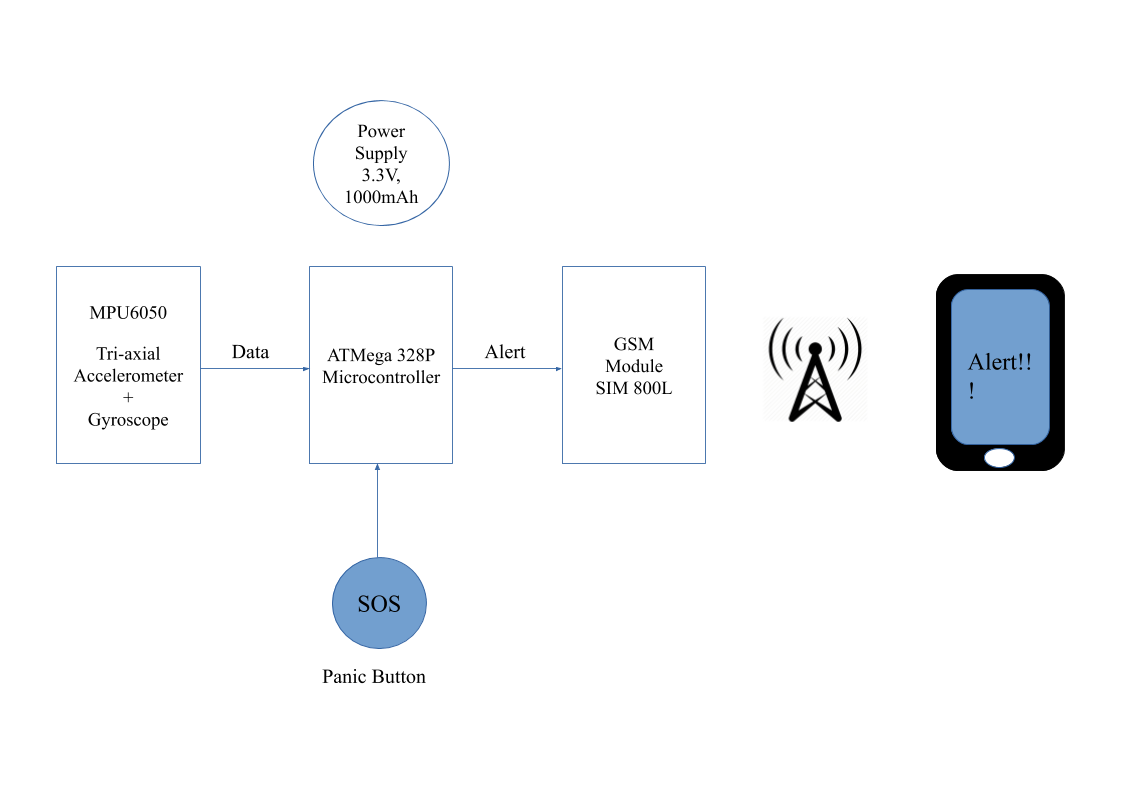 Power
Supply
3.3V,
1000mAh
MPU6050
Tri-axial
Accelerometer
+
Gyroscope
Data
ATMega 328P
Microcontroller
Alert
GSM
Module
SIM 800L
Alert!!
!
SOS
Panic Button